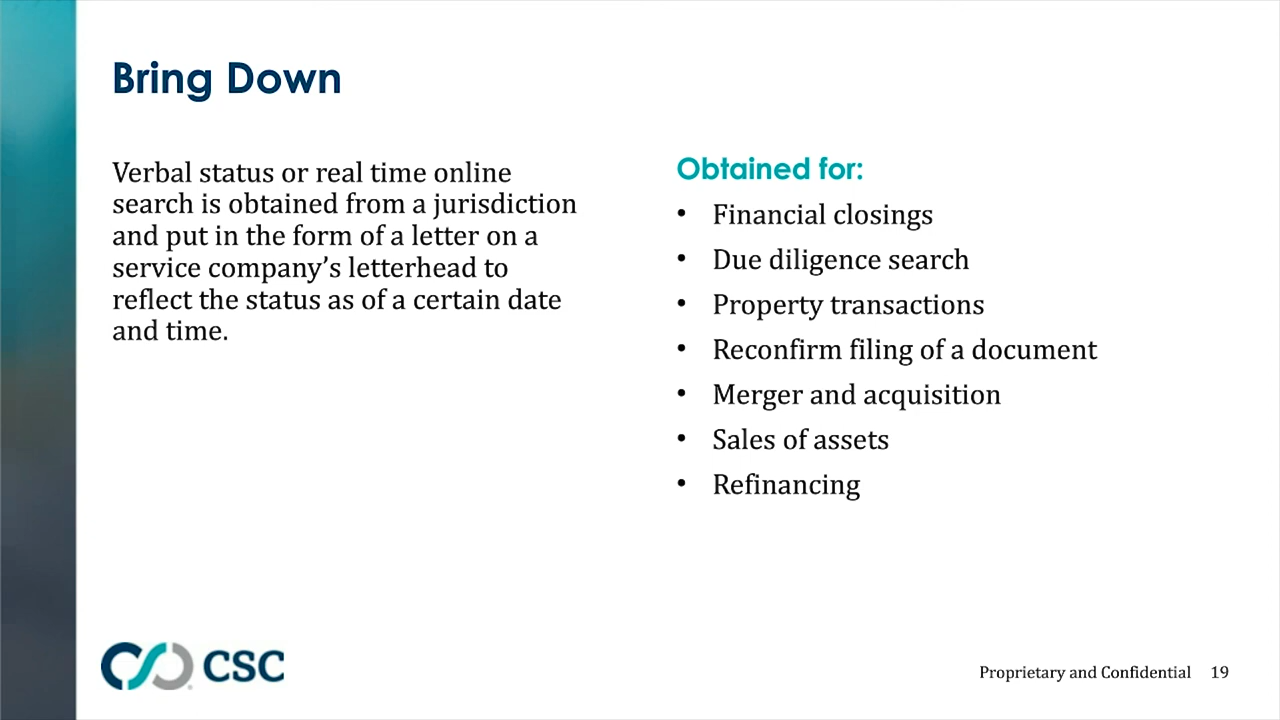 Bring Down
Verbal status or real time online
search is obtained from a jurisdiction
and put in the form of a letter on a
service company’s letterhead to
reflect the status as of a certain date
and time.
Obtained for:
• Financial closings
• Due diligence search
• Property transactions
• Reconfirm filing of a document
• Merger and acquisition
• Sales of assets
• Refinancing
CSC
Proprietary and Confidential 19